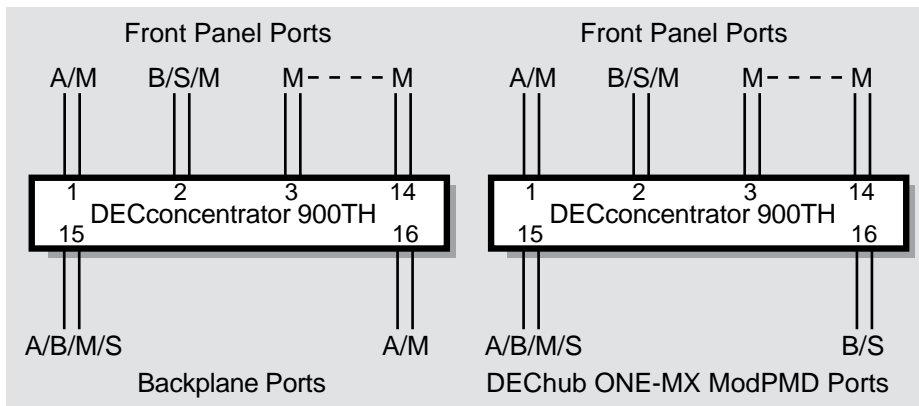 Front Panel Ports Front Panel Ports
A/M B/S/M M M A/M B/S/M M M
1 2 3 14 1 2 3 14
DECconcentrator 900TH DECconcentrator 900TH
15 16 15 16
A/B/M/S A/M A/B/M/S B/S
Backplane Ports DEChub ONE-MX ModPMD Ports